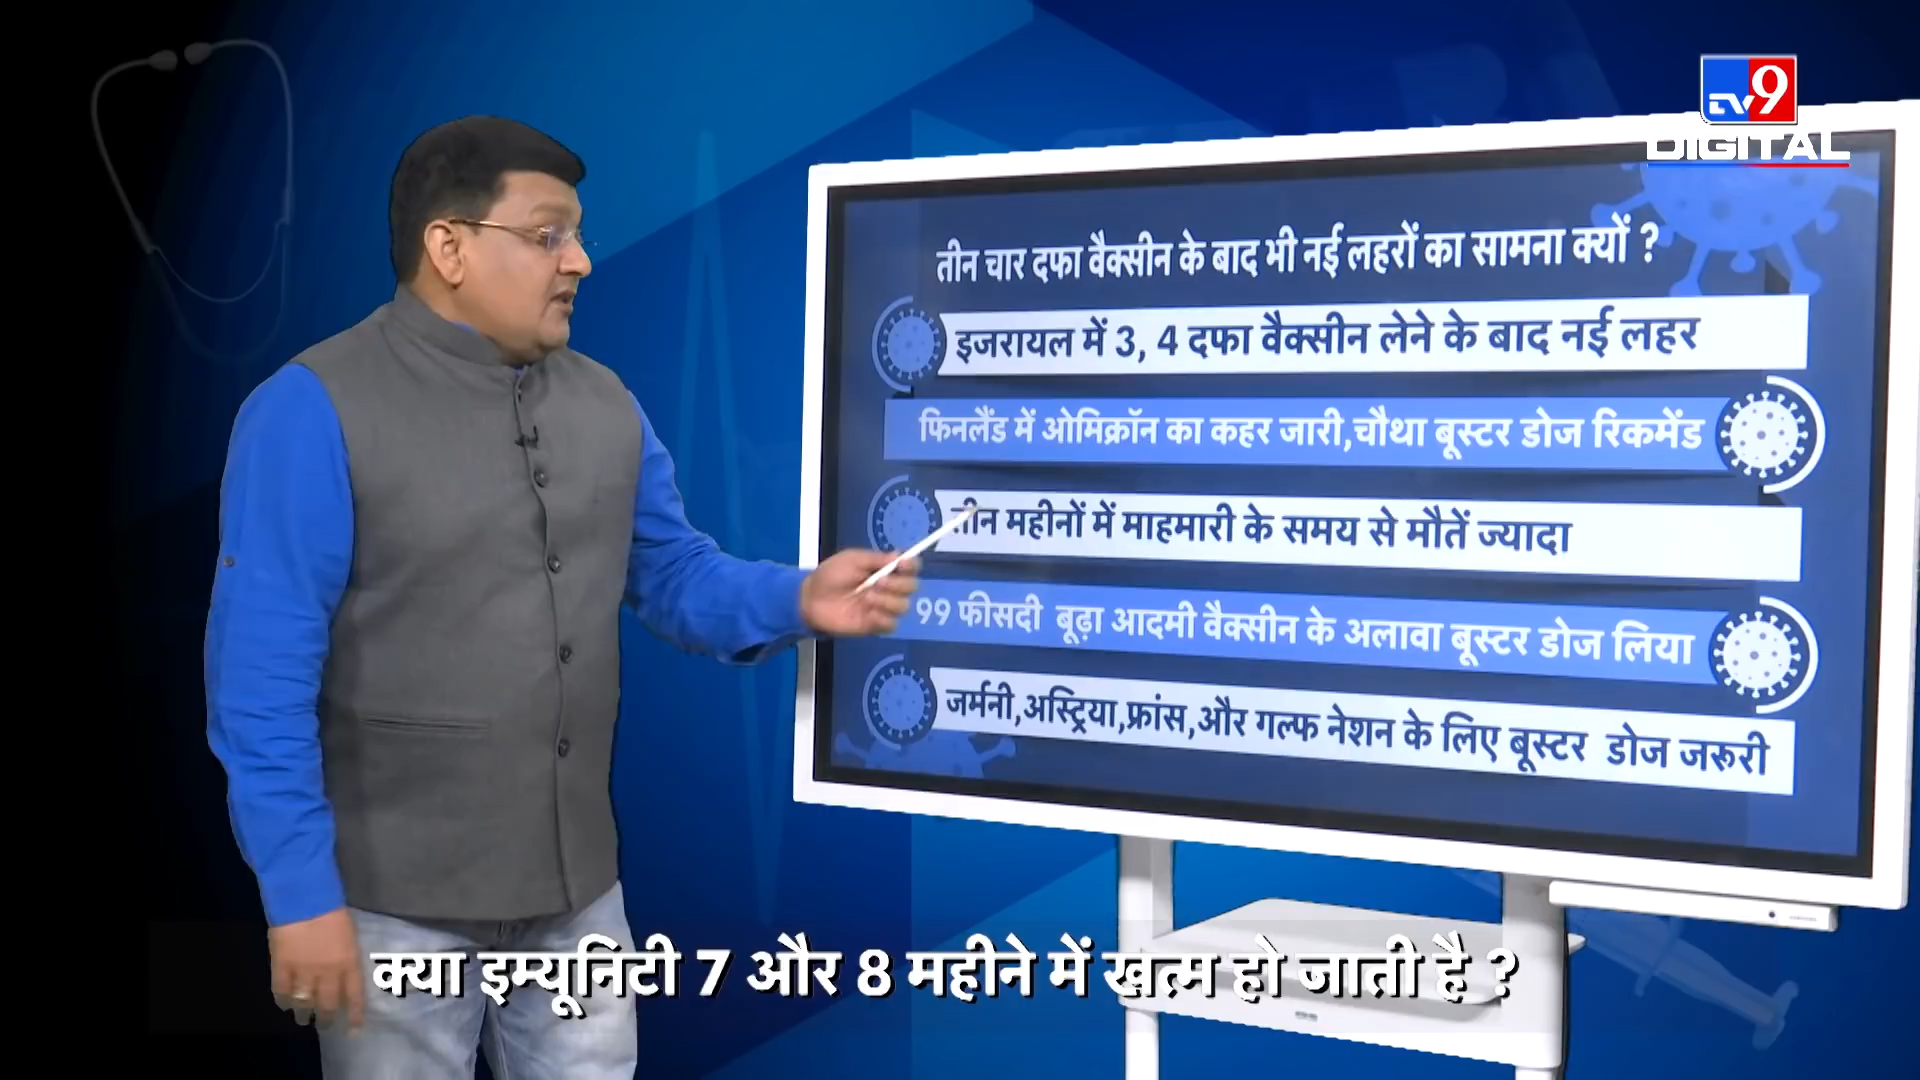 TV9
DIGITAL
तीन चार दफा वैक्सीन के बाद भी नई लहरों का सामना क्यों ?
इजरायल में 3, 4 दफा वैक्सीन लेने के बाद नई लहर
फिनलैंड में ओमिक्रॉन का कहर जारी,चौथा बूस्टर डोज रिकमेंड
तीन महीनों में माहमारी के समय से मौतें ज्यादा
99 फीसदी बूढ़ा आदमी वैक्सीन के अलावा बूस्टर डोज लिया
जर्मनी,अस्ट्रिया,फ्रांस,और गल्फ नेशन के लिए बूस्टर डोज जरूरी
क्या इम्यूनिटी 7 और 8 महीने में खत्म हो जाती है ?